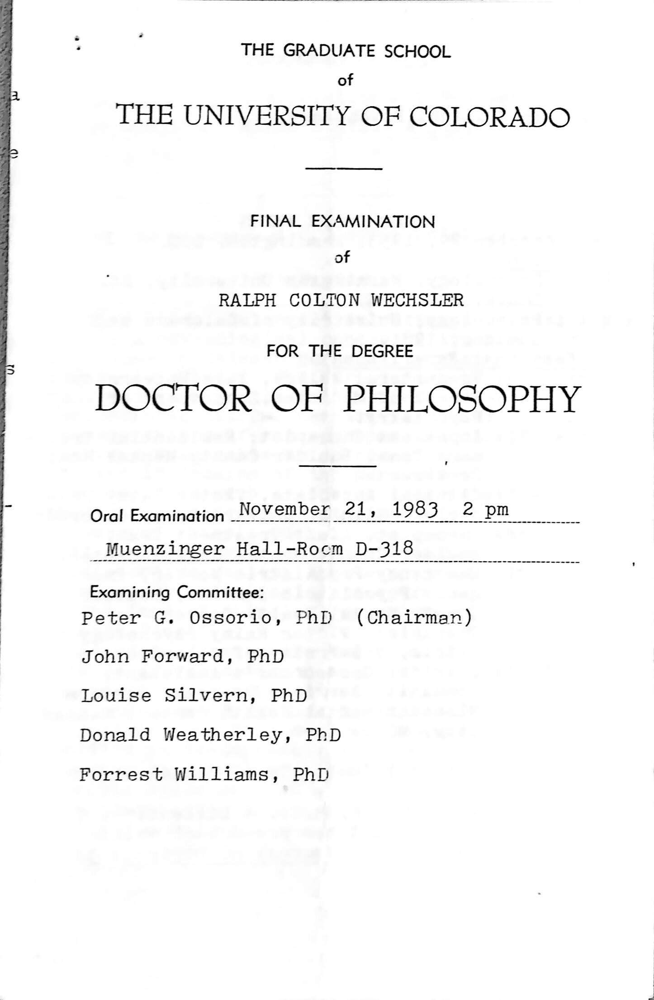 THE GRADUATE SCHOOL
of
THE UNIVERSITY OF COLORADO
FINAL EXAMINATION
of
RALPH COLTON WECHSLER
FOR THE DEGREE
DOCTOR OF PHILOSOPHY
Oral Examination November 21, 1983 2 pm
Muenzinger Hall-Room D-318
Examining Committee:
Peter G. Ossorio, PhD (Chairman)
John Forward, PhD
Louise Silvern, PhD
Donald Weatherley, PhD
Forrest Williams, PhD